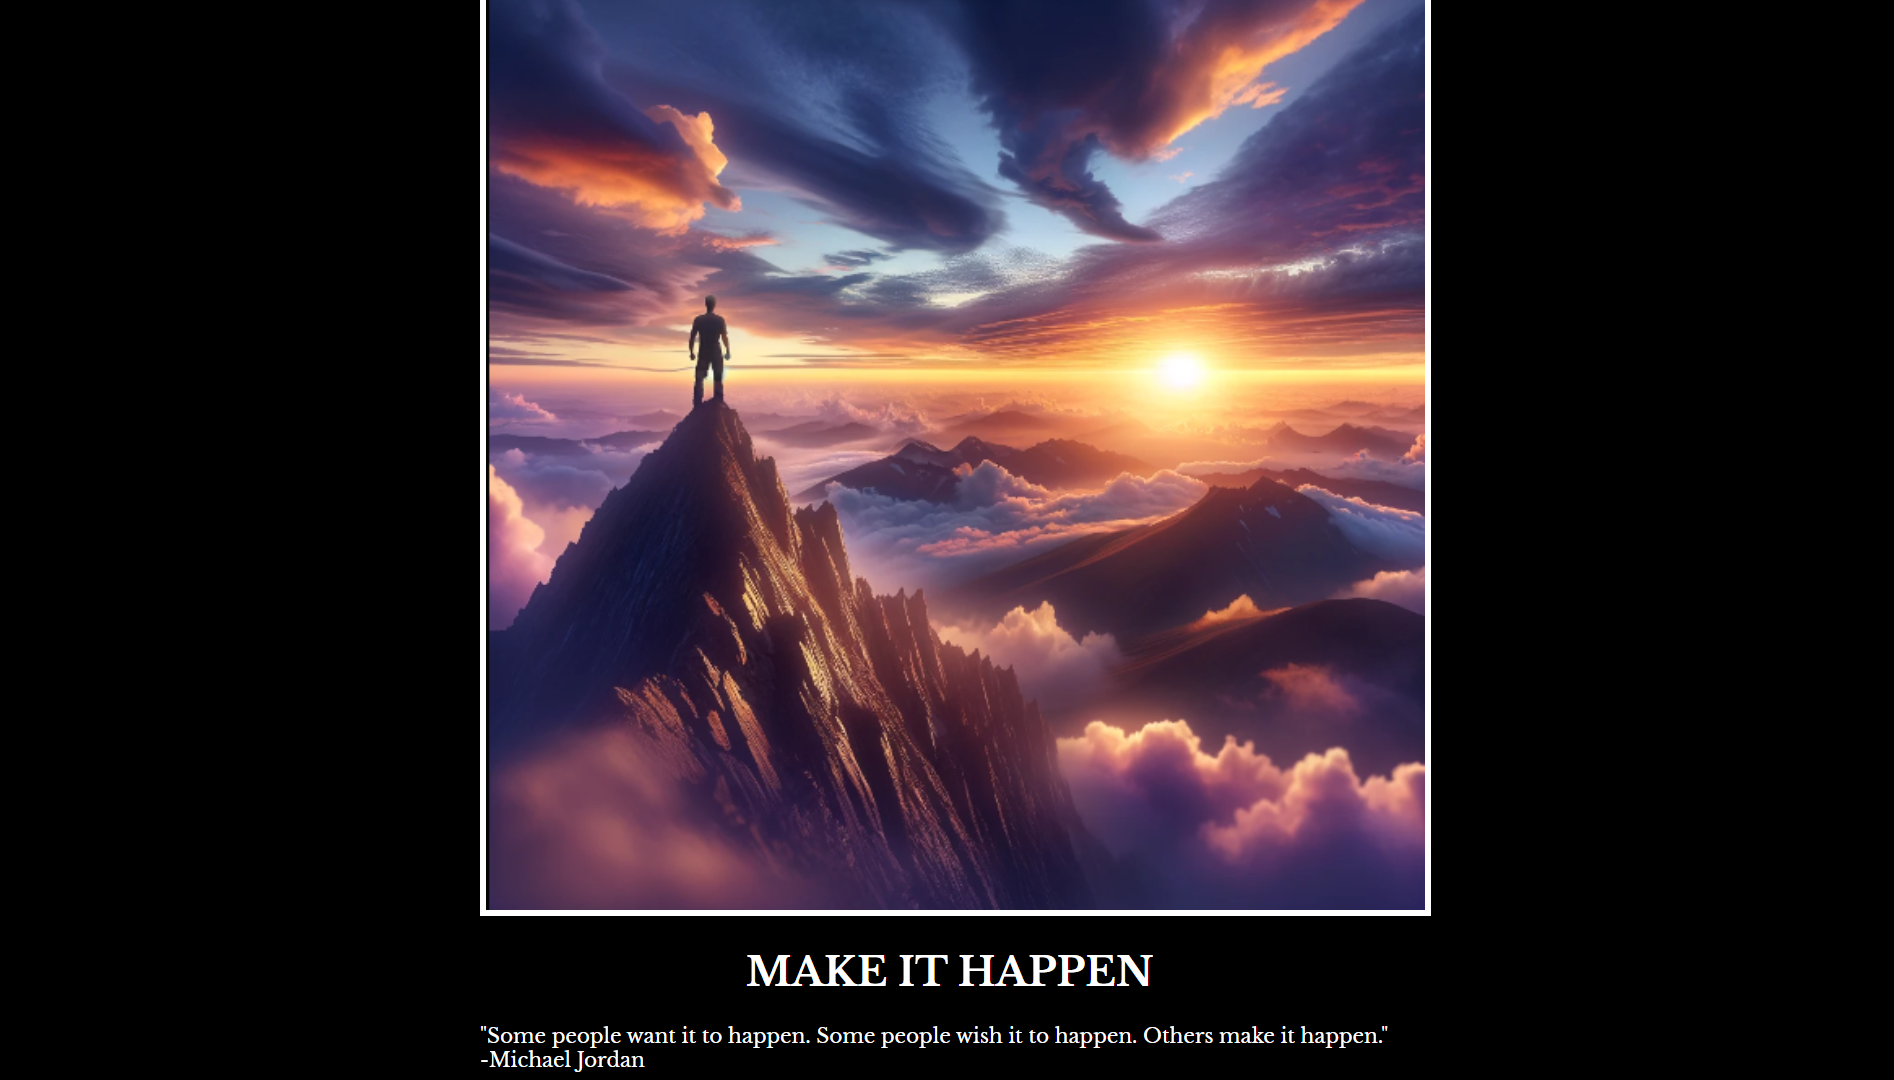 MAKE IT HAPPEN
"Some people want it to happen. Some people wish it to happen. Others make it happen."
-Michael Jordan